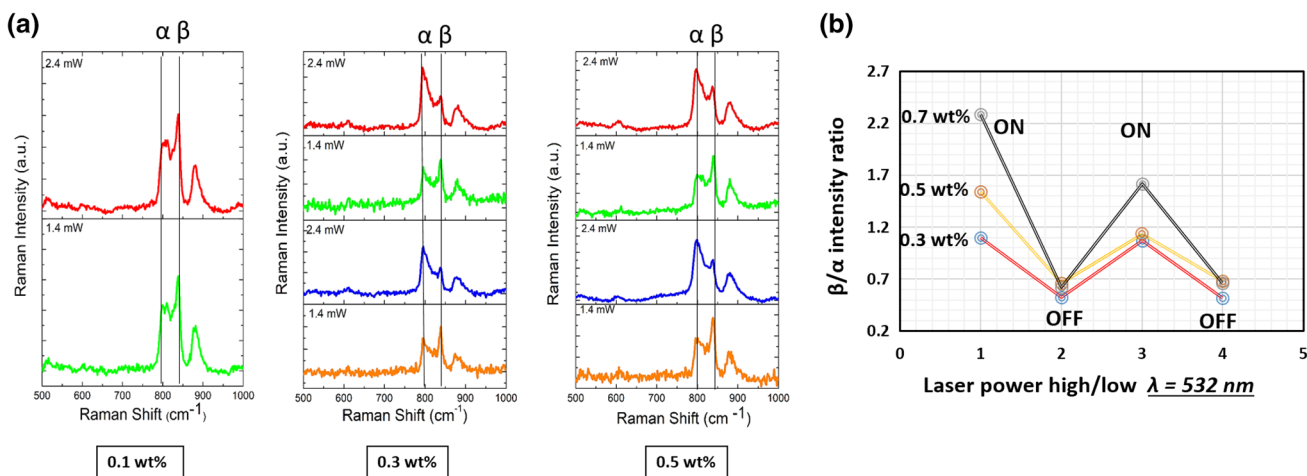 (a)
α β
2.4 mW
1.4 mW
Raman Intensity (a.u.)
500 600 700 800 900 1000
Raman Shift (cm-1)
0.1 wt%
α β
2.4 mW
1.4 mW
2.4 mW
1.4 mW
Raman Intensity (a.u.)
500 600 700 800 900 1000
Raman Shift (cm-1)
0.3 wt%
α β
2.4 mW
1.4 mW
2.4 mW
1.4 mW
Raman Intensity (a.u.)
500 600 700 800 900 1000
Raman Shift (cm-1)
0.5 wt%
(b)
β/α intensity ratio
2.7
2.2
1.7
1.2
0.7
0.2
0.7 wt%
ON
ON
0.5 wt%
0.3 wt%
OFF
OFF
0 1 2 3 4 5
Laser power high/low λ = 532 nm